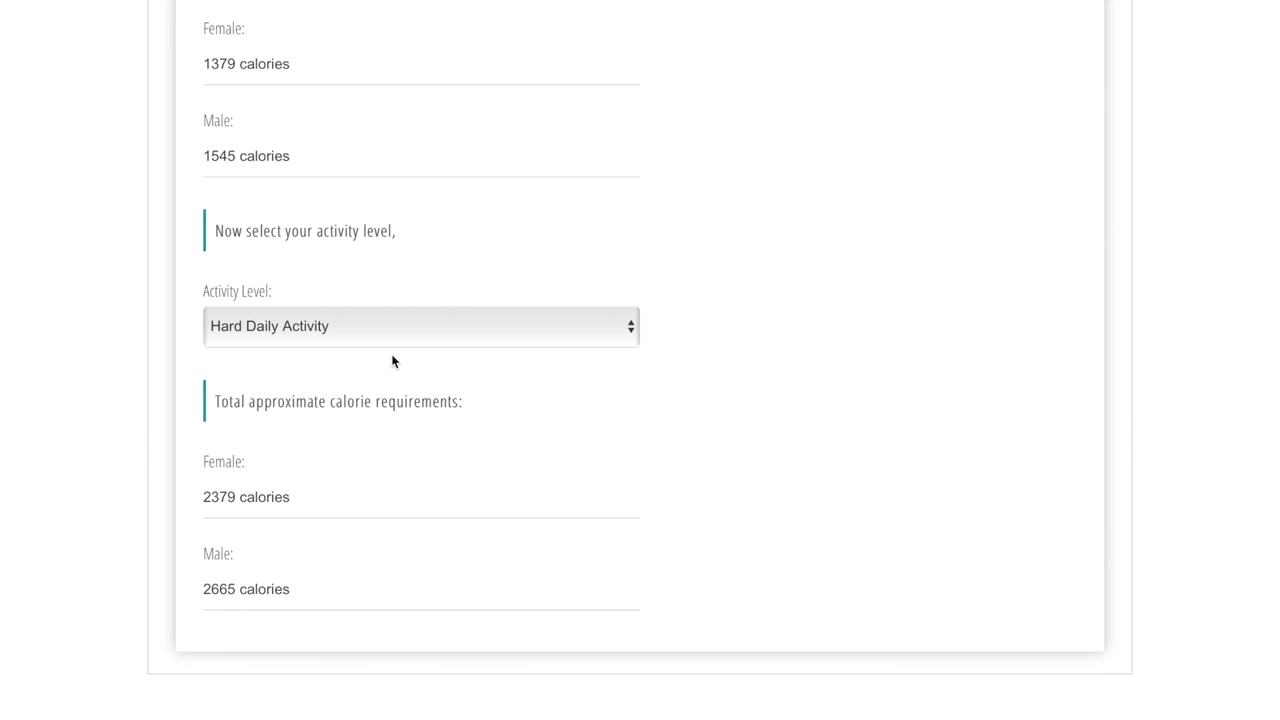 Female:
1379 calories
Male:
1545 calories
Now select your activity level,
Activity Level:
Hard Daily Activity
Total approximate calorie requirements:
Female:
2379 calories
Male:
2665 calories